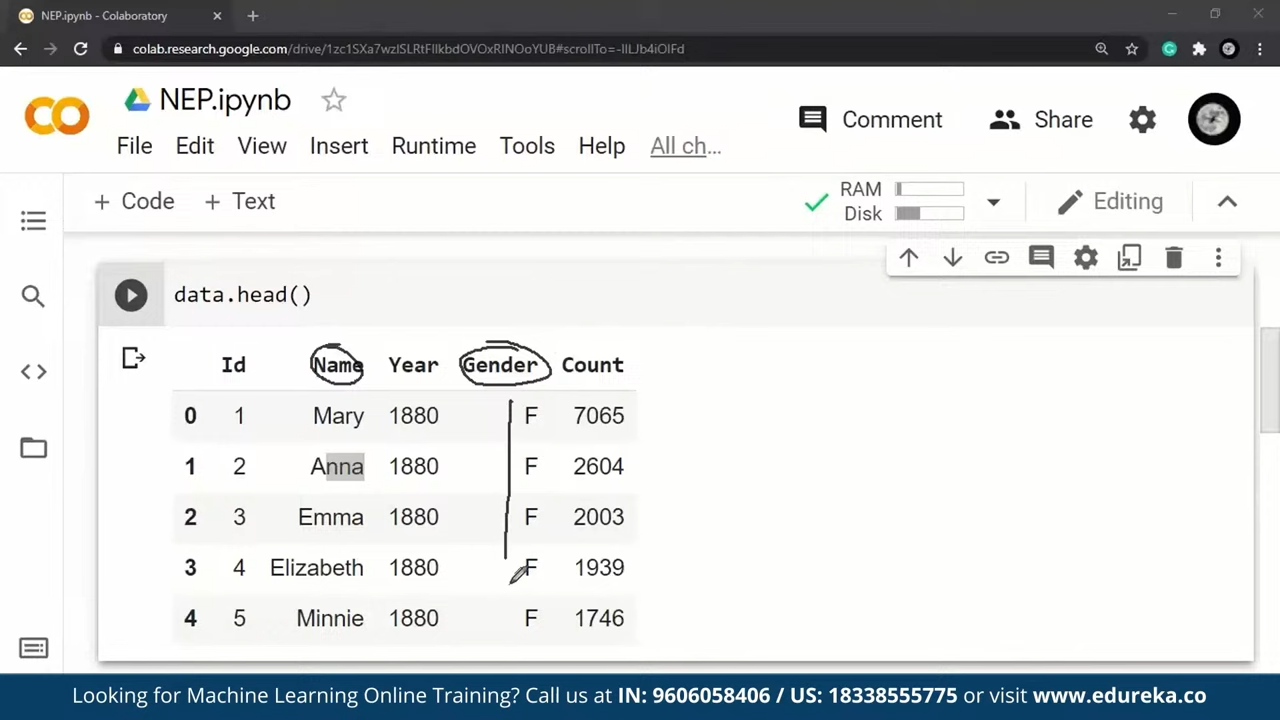 NEP.ipynb - Colaboratory
colab.research.google.com/drive/1zc1SXa7wzISLRtFIIkbdOVOxRINOoYUB#scrollTo=-IILJb4iOIFd
NEP.ipynb
Comment
Share
File Edit View Insert Runtime Tools Help All ch...
+ Code + Text
RAM
Disk
Editing
data.head()
Id Name Year Gender Count
0 1 Mary 1880 F 7065
1 2 Anna 1880 F 2604
2 3 Emma 1880 F 2003
3 4 Elizabeth 1880 F 1939
4 5 Minnie 1880 F 1746
Looking for Machine Learning Online Training? Call us at IN: 9606058406 / US: 18338555775 or visit www.edureka.co